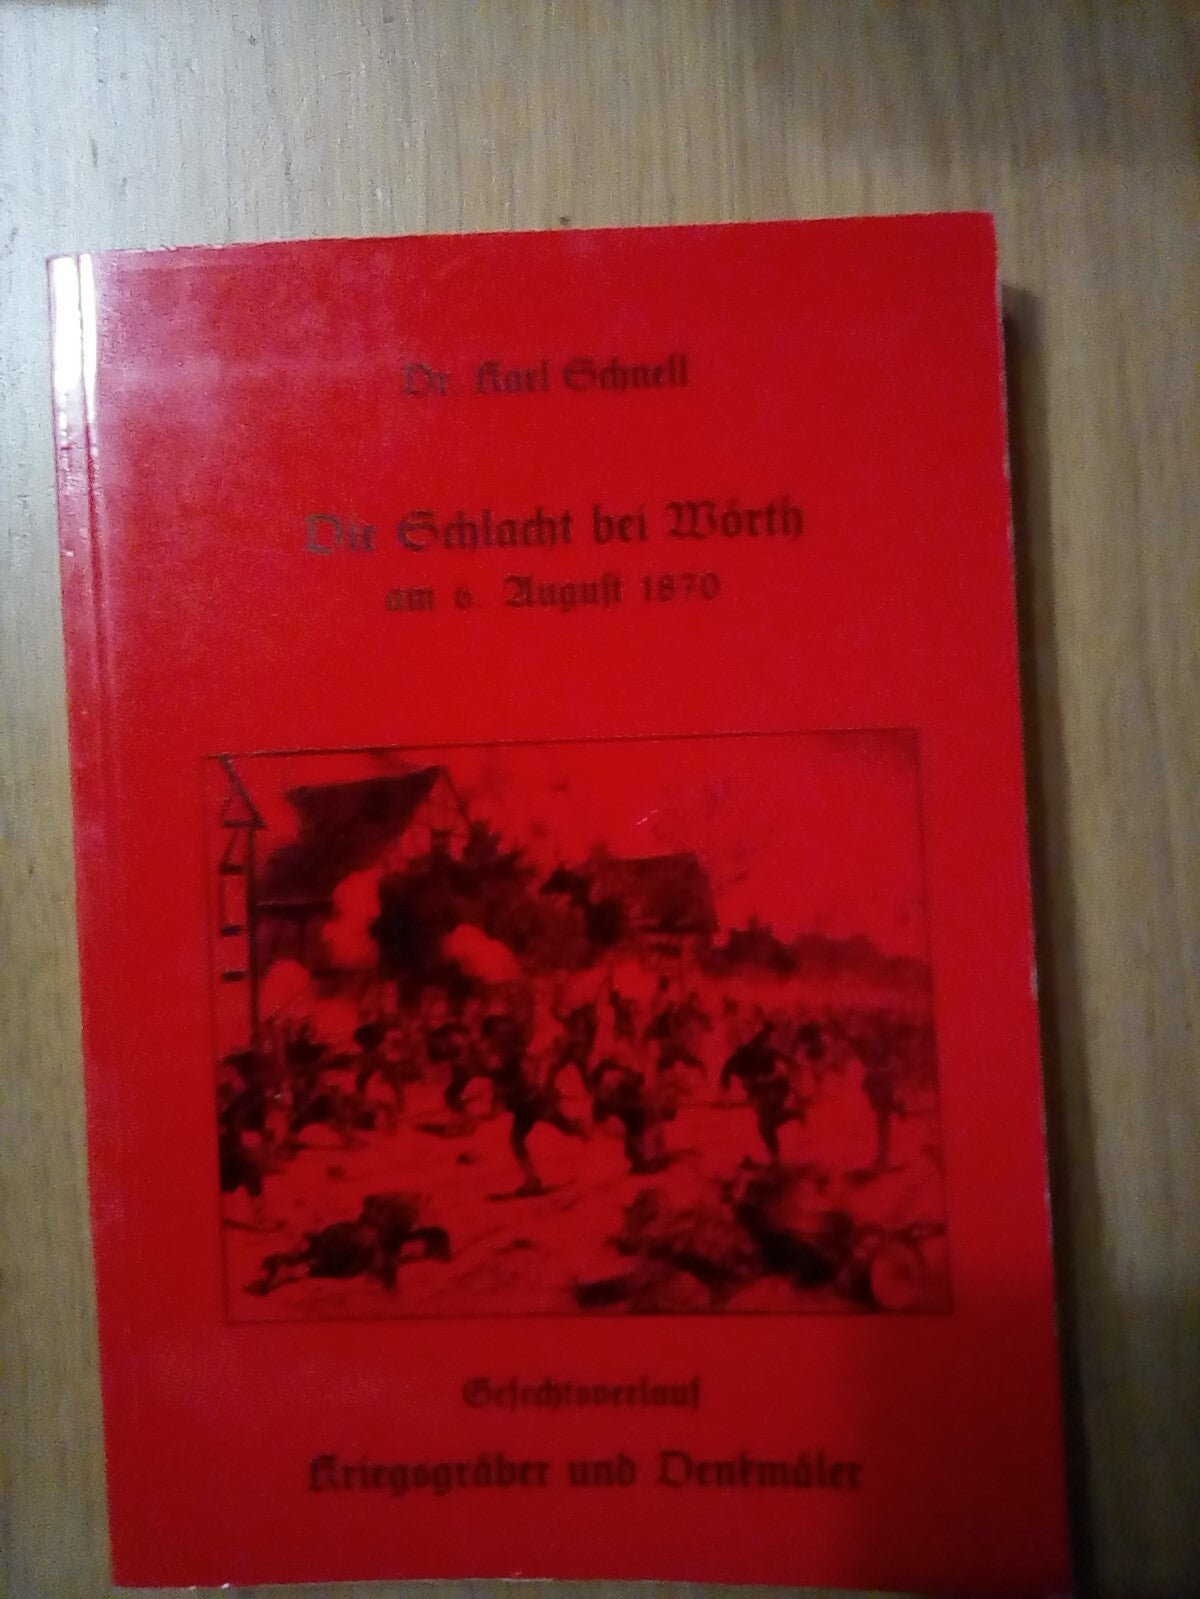 Dr. Karl Schnell
Die Schlacht bei Wörth
am 6. August 1870
Gefechtsverlauf
Kriegsgräber und Denkmäler